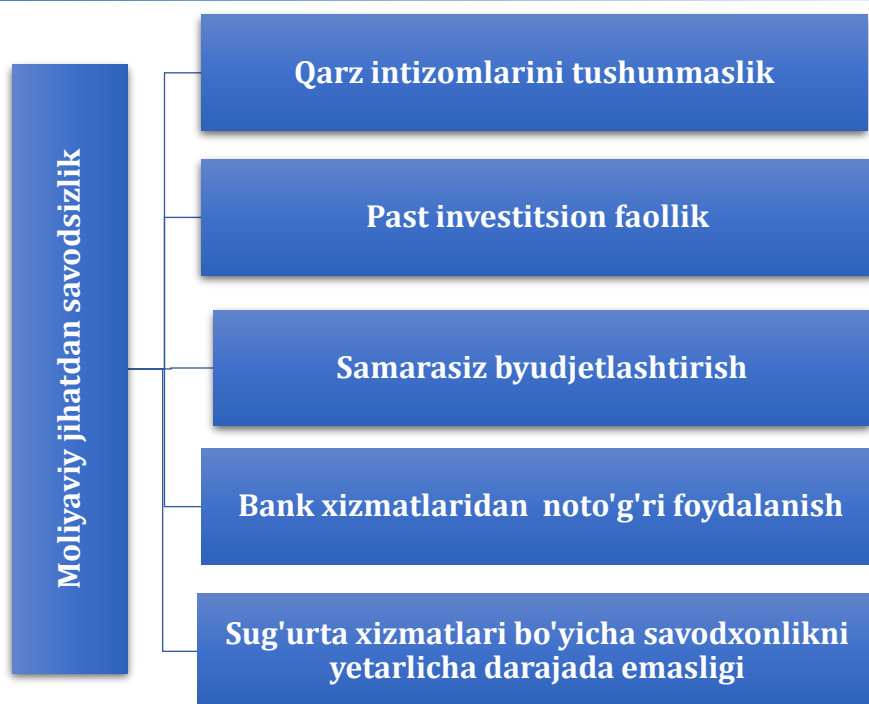 Moliyaviy jihatdan savodsizlik
Qarz intizomlarini tushunmaslik
Past investitsion faollik
Samarasiz byudjetlashtirish
Bank xizmatlaridan  noto'g'ri foydalanish
Sug'urta xizmatlari bo'yicha savodxonlikni
yetarlicha darajada emasligi